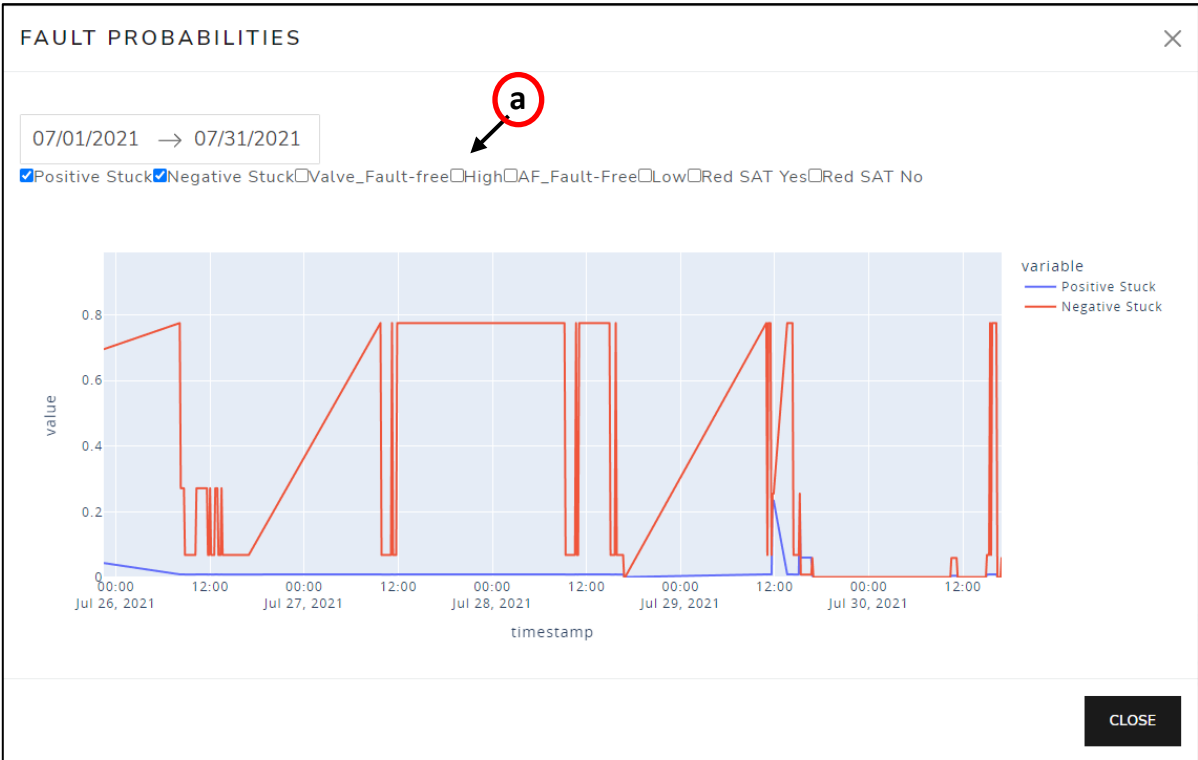 FAULT PROBABILITIES
a
07/01/2021 → 07/31/2021
Positive Stuck Negative Stuck Valve_Fault-free High AF_Fault-Free Low Red SAT Yes Red SAT No
variable
Positive Stuck
Negative Stuck
0.8
0.6
0.4
0.2
0
value
00:00 12:00 00:00 12:00 00:00 12:00 00:00 12:00 00:00 12:00
Jul 26, 2021 Jul 27, 2021 Jul 28, 2021 Jul 29, 2021 Jul 30, 2021
timestamp
CLOSE